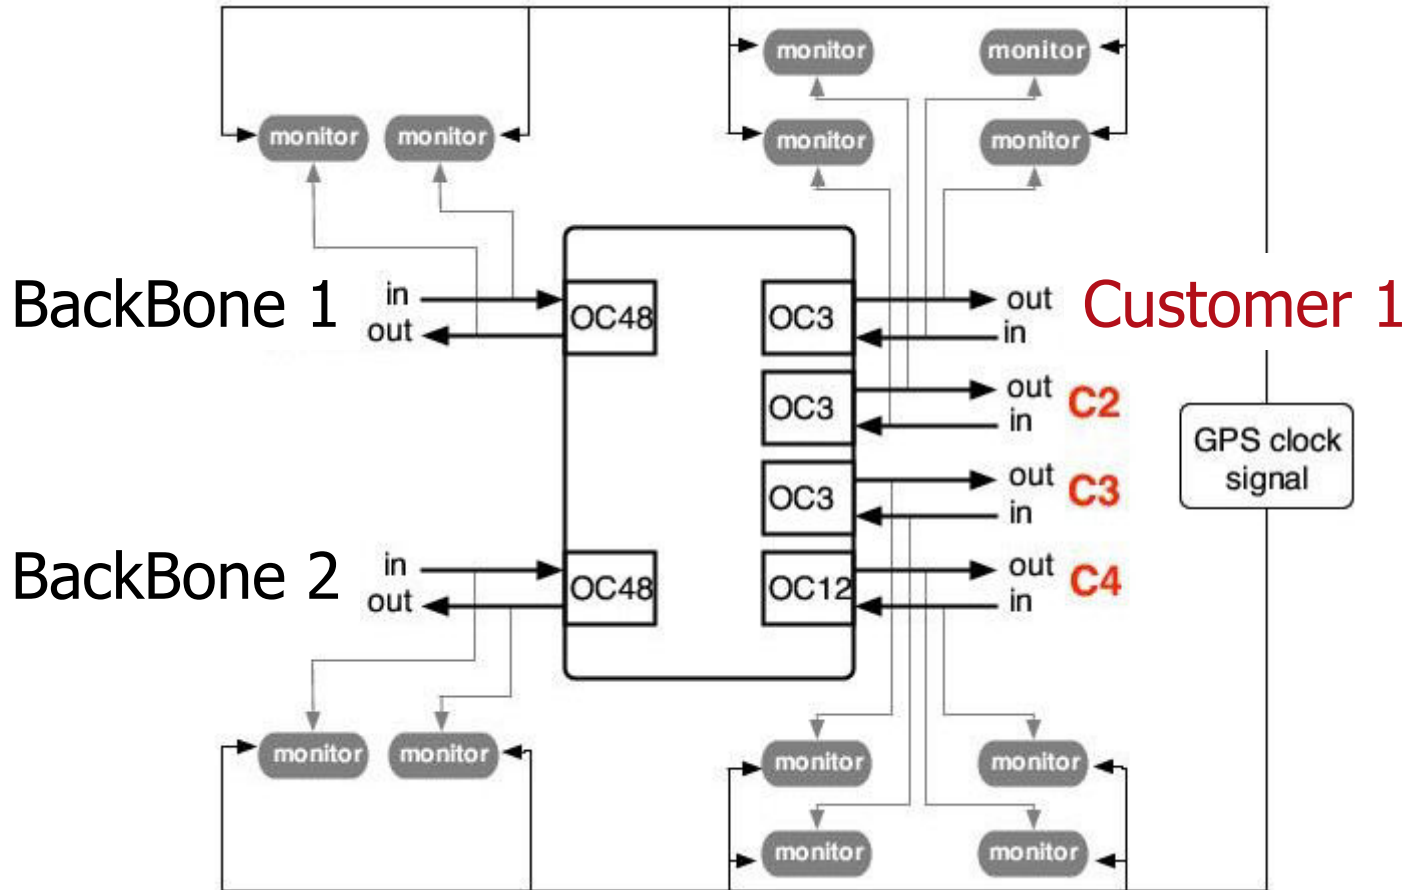 monitor
monitor
monitor
monitor
monitor
monitor
BackBone 1
in
out
OC48
OC3
out
in
Customer 1
OC3
out
in
C2
OC3
out
in
C3
GPS clock
signal
BackBone 2
in
out
OC48
OC12
out
in
C4
monitor
monitor
monitor
monitor
monitor
monitor